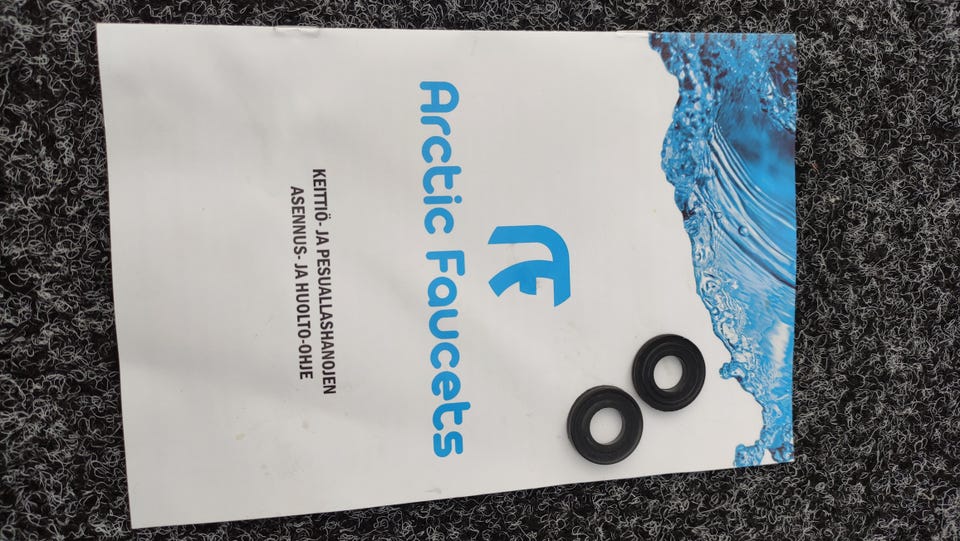 Arctic Faucets
KEITTIÖ- JA PESUALLASHANOJEN
ASENNUS- JA HUOLTO-OHJE